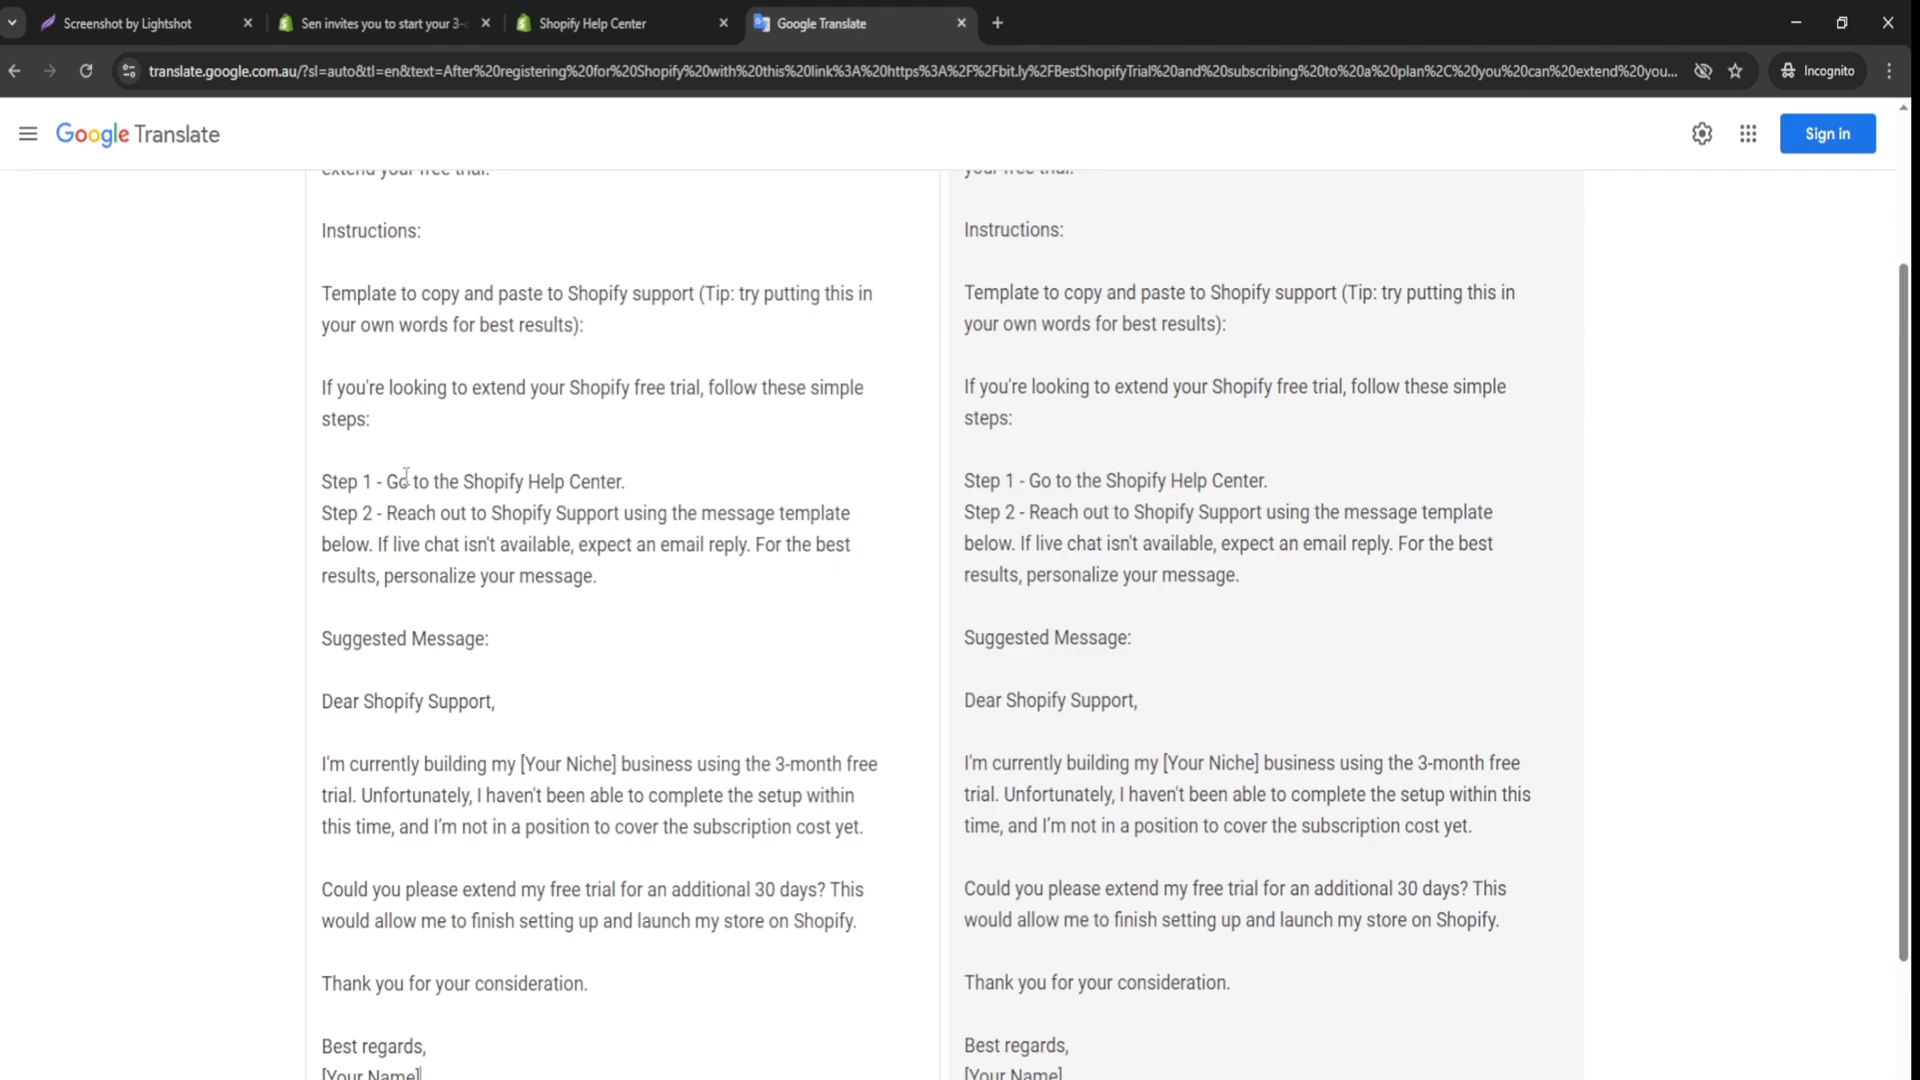 Screenshot by Lightshot
Sen invites you to start your 3-
Shopify Help Center
Google Translate
translate.google.com.au/?sl=auto&tl=en&text=After%20registering%20for%20Shopify%20with%20this%20link%3A%20https%3A%2F%2Fbit.ly%2FBestShopifyTrial%20and%20subscribing%20to%20a%20plan%2C%20you%20can%20extend%20you...
Incognito
Google Translate
Sign in
extend your free trial.
Instructions:
Template to copy and paste to Shopify support (Tip: try putting this in
your own words for best results):
If you're looking to extend your Shopify free trial, follow these simple
steps:
Step 1 - Go to the Shopify Help Center.
Step 2 - Reach out to Shopify Support using the message template
below. If live chat isn't available, expect an email reply. For the best
results, personalize your message.
Suggested Message:
Dear Shopify Support,
I'm currently building my [Your Niche] business using the 3-month free
trial. Unfortunately, I haven't been able to complete the setup within
this time, and I'm not in a position to cover the subscription cost yet.
Could you please extend my free trial for an additional 30 days? This
would allow me to finish setting up and launch my store on Shopify.
Thank you for your consideration.
Best regards,
[Your Name]
your free trial.
Instructions:
Template to copy and paste to Shopify support (Tip: try putting this in
your own words for best results):
If you're looking to extend your Shopify free trial, follow these simple
steps:
Step 1 - Go to the Shopify Help Center.
Step 2 - Reach out to Shopify Support using the message template
below. If live chat isn't available, expect an email reply. For the best
results, personalize your message.
Suggested Message:
Dear Shopify Support,
I'm currently building my [Your Niche] business using the 3-month free
trial. Unfortunately, I haven't been able to complete the setup within this
time, and I'm not in a position to cover the subscription cost yet.
Could you please extend my free trial for an additional 30 days? This
would allow me to finish setting up and launch my store on Shopify.
Thank you for your consideration.
Best regards,
[Your Name]